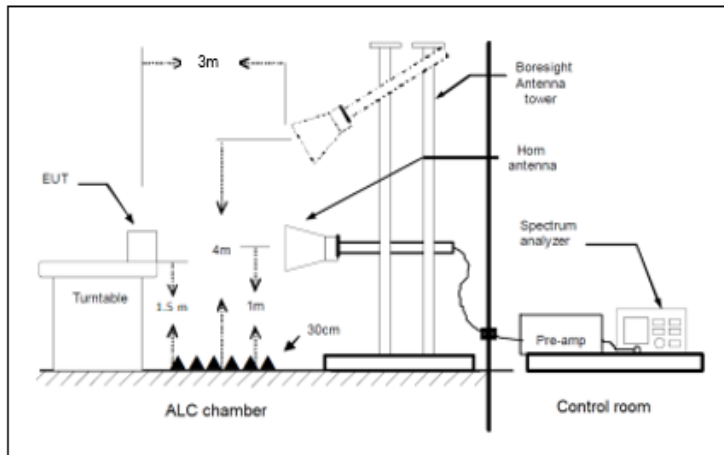 3m
Boresight
Antenna
tower
Horn
antenna
EUT
Spectrum
analyzer
4m
Turntable
1.5 m
1m
30cm
Pre-amp
ALC chamber
Control room